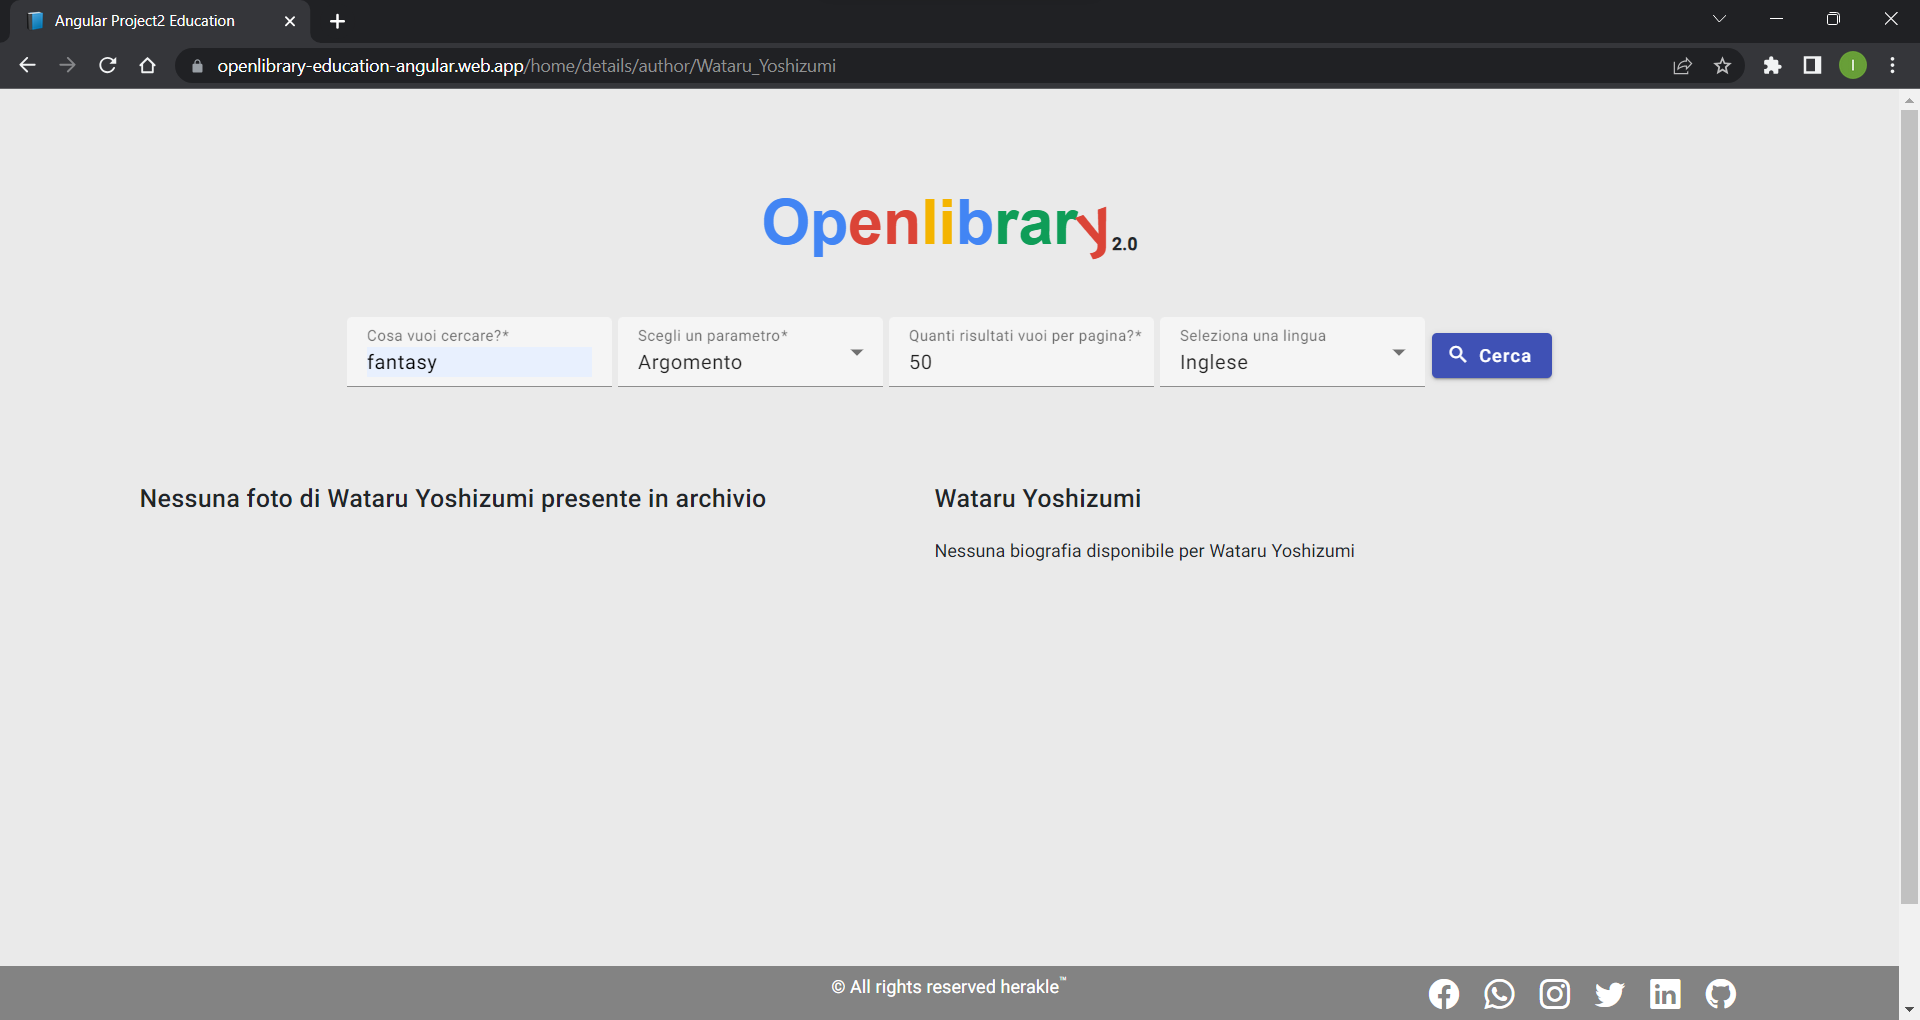 Angular Project2 Education
openlibrary-education-angular.web.app/home/details/author/Wataru_Yoshizumi
I
Openlibrary 2.0
Cosa vuoi cercare?*
fantasy
Scegli un parametro*
Argomento
Quanti risultati vuoi per pagina?*
50
Seleziona una lingua
Inglese
Cerca
Nessuna foto di Wataru Yoshizumi presente in archivio
Wataru Yoshizumi
Nessuna biografia disponibile per Wataru Yoshizumi
© All rights reserved herakle™
in